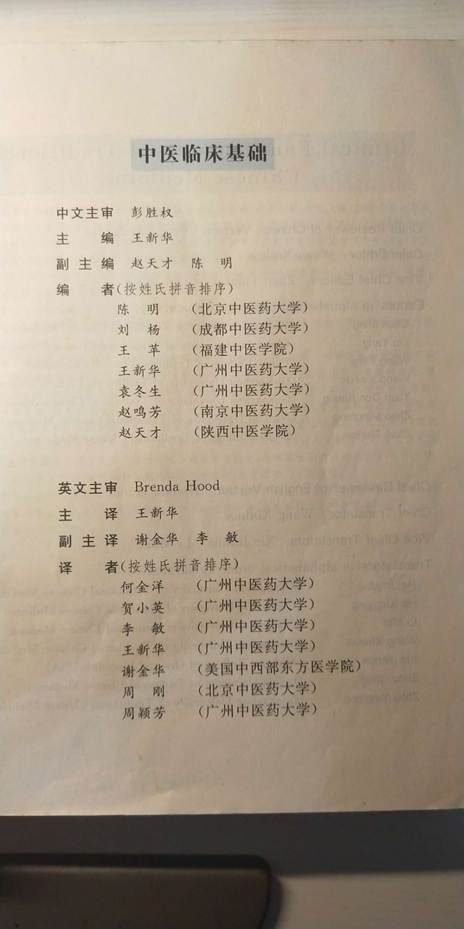 中医临床基础
中文主审 彭胜权
主 编 王新华
副 主 编 赵天才 陈 明
编 者(按姓氏拼音排序)
陈 明 (北京中医药大学)
刘 杨 (成都中医药大学)
王 苹 (福建中医学院)
王新华 (广州中医药大学)
袁冬生 (广州中医药大学)
赵鸣芳 (南京中医药大学)
赵天才 (陕西中医学院)
英文主审 Brenda Hood
主 译 王新华
副 主 译 谢金华 李 敏
译 者(按姓氏拼音排序)
何金洋 (广州中医药大学)
贺小英 (广州中医药大学)
李 敏 (广州中医药大学)
王新华 (广州中医药大学)
谢金华 (美国中西部东方医学院)
周 刚 (北京中医药大学)
周颖芳 (广州中医药大学)